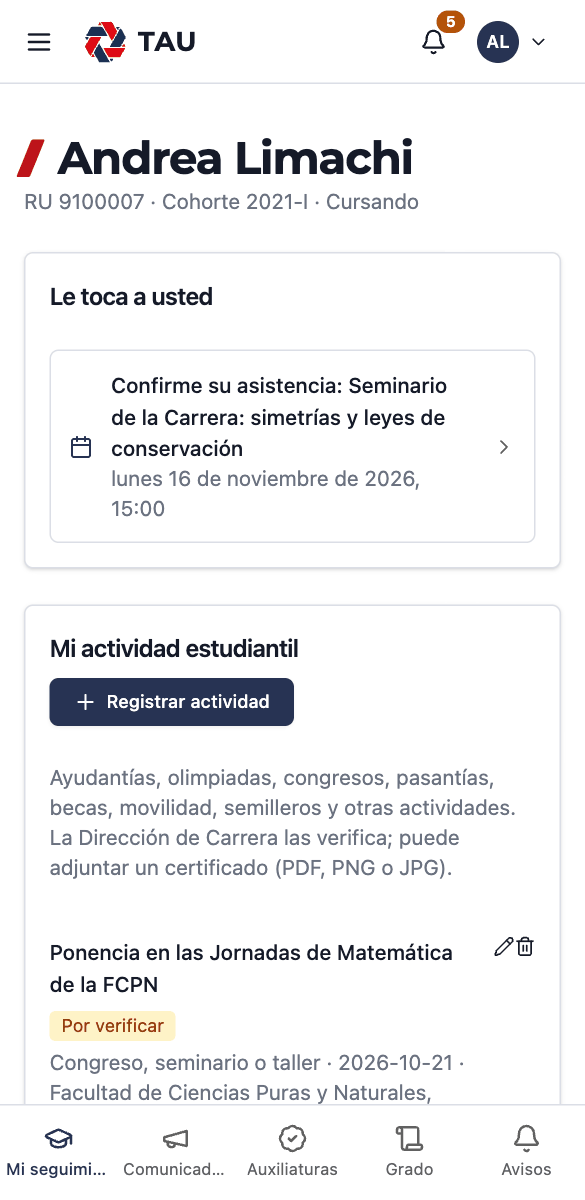 TAU
5
AL
Andrea Limachi
RU 9100007 · Cohorte 2021-I · Cursando
Le toca a usted
Confirme su asistencia: Seminario
de la Carrera: simetrías y leyes de
conservación
lunes 16 de noviembre de 2026,
15:00
Mi actividad estudiantil
Registrar actividad
Ayudantías, olimpiadas, congresos, pasantías,
becas, movilidad, semilleros y otras actividades.
La Dirección de Carrera las verifica; puede
adjuntar un certificado (PDF, PNG o JPG).
Ponencia en las Jornadas de Matemática
de la FCPN
Por verificar
Congreso, seminario o taller · 2026-10-21 ·
Facultad de Ciencias Puras y Naturales,
Mi seguimi...
Comunicad...
Auxiliaturas
Grado
Avisos